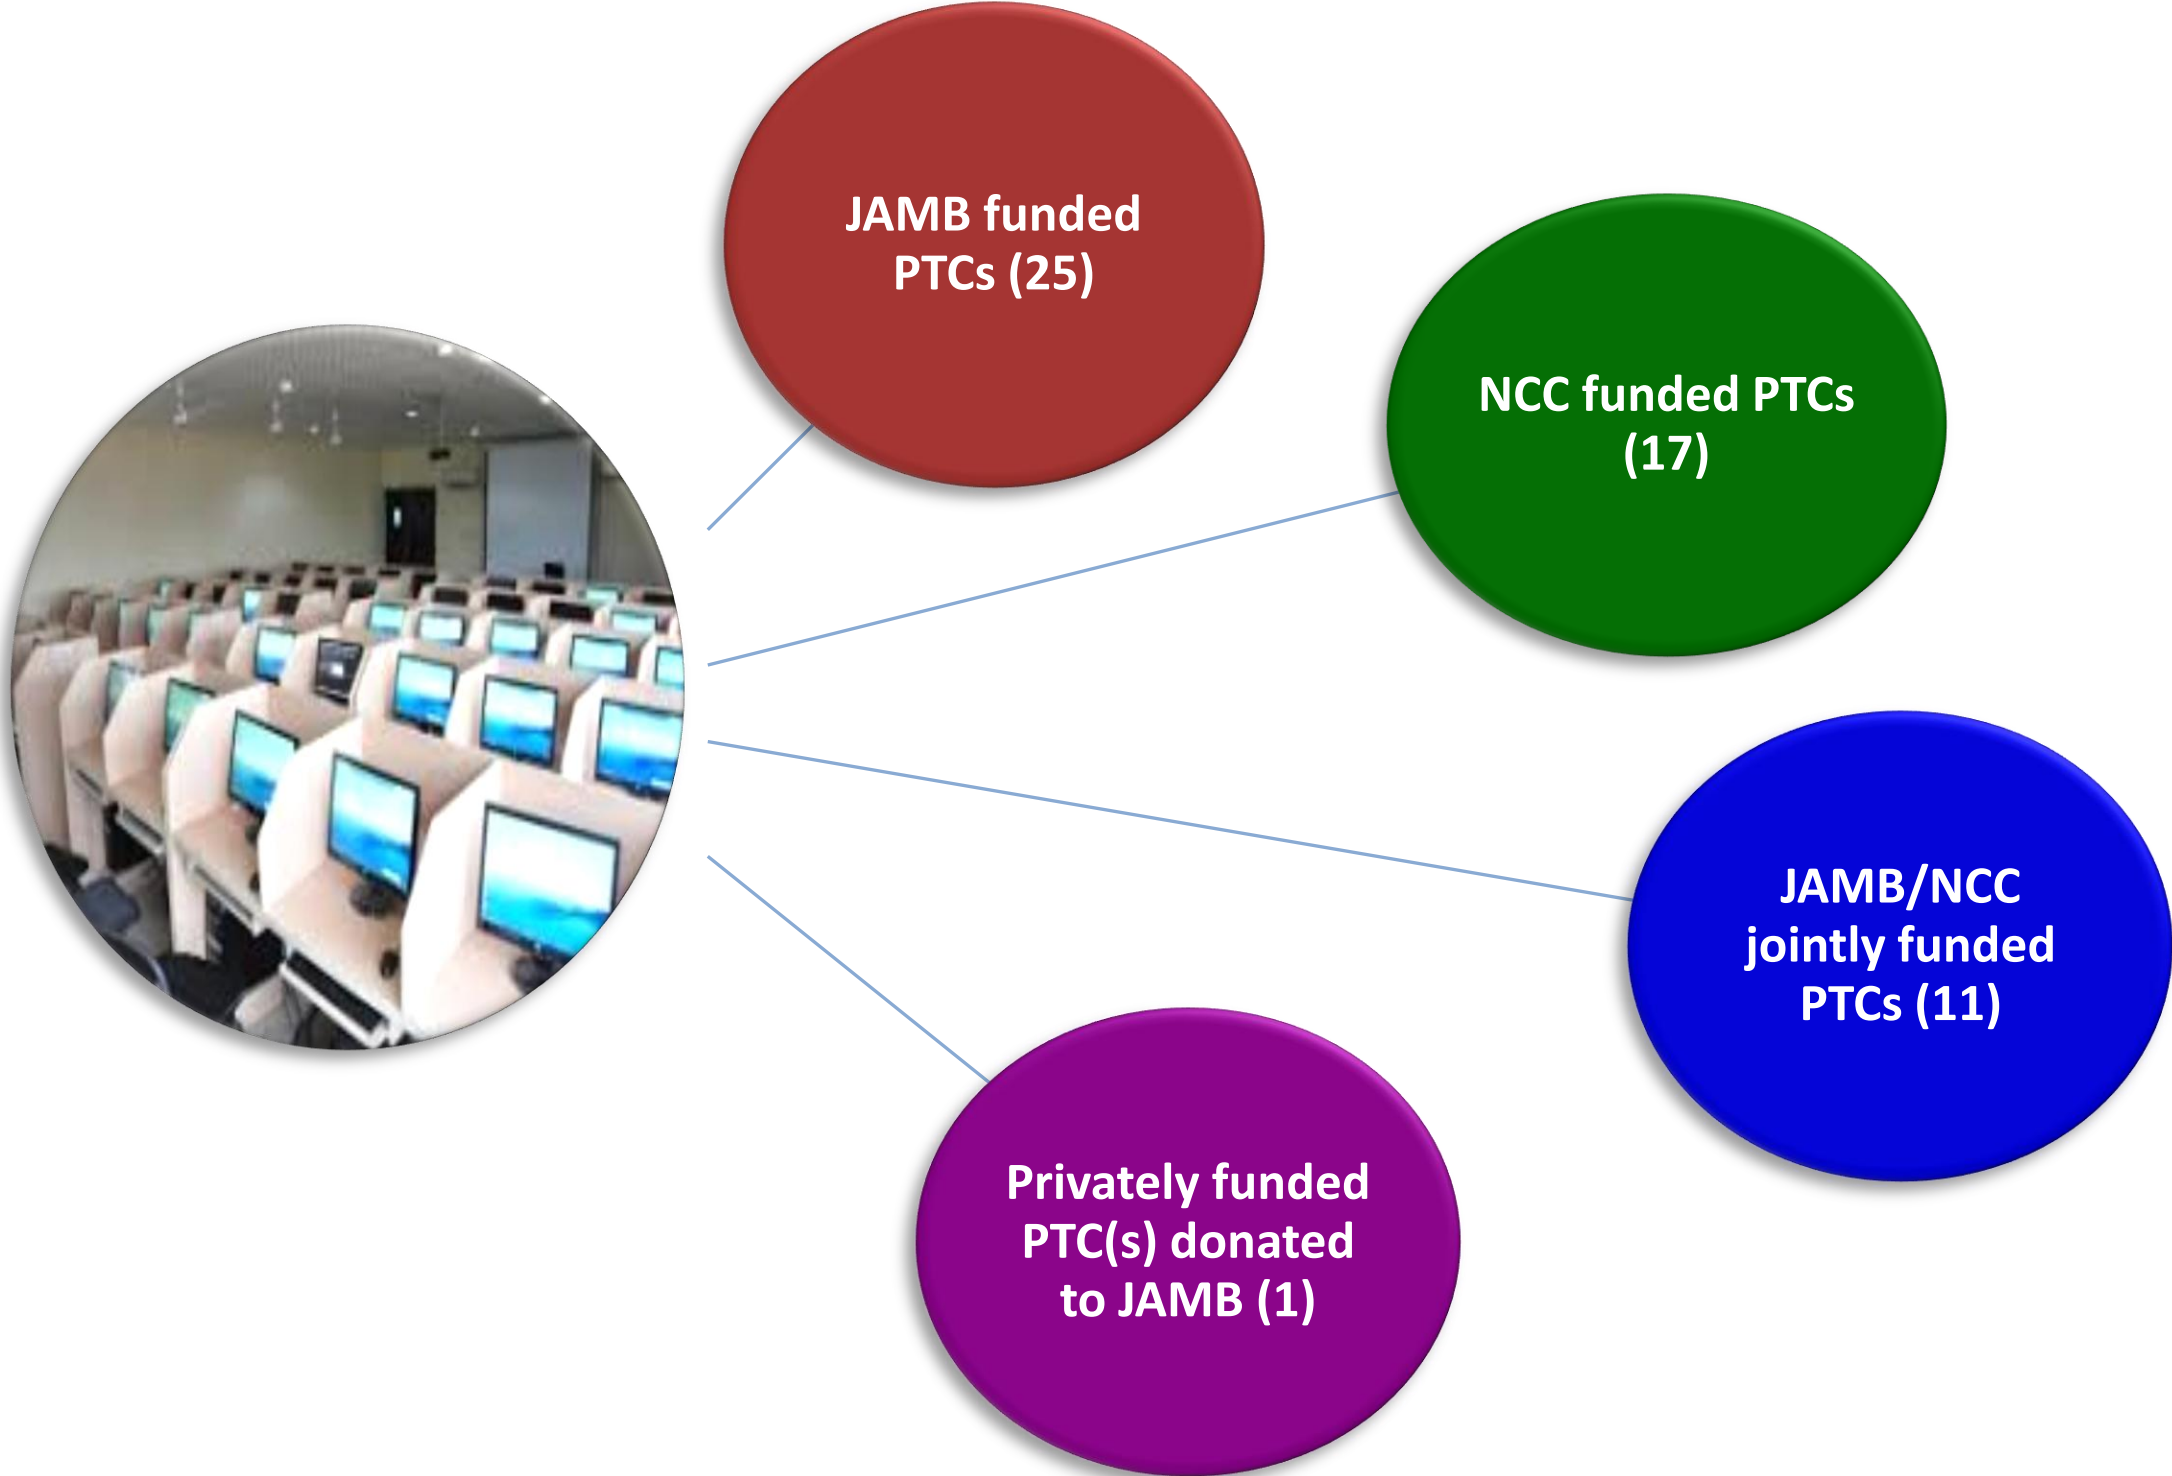 JAMB funded
PTCs (25)
NCC funded PTCs
(17)
JAMB/NCC
jointly funded
PTCs (11)
Privately funded
PTC(s) donated
to JAMB (1)